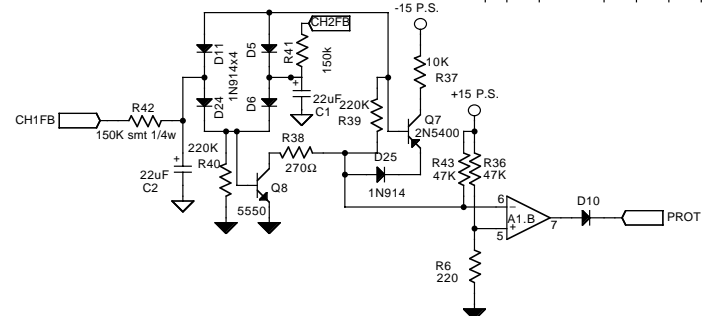 -15 P.S.
CH2FB
D11
D5
R41
150k
1N914x4
10K
R37
+15 P.S.
D24
D6
22uF
C1
220K
R39
Q7
2N5400
CH1FB
R42
150K smt 1/4w
R38
270Ω
D25
1N914
R43
47K
R36
47K
220K
R40
22uF
C2
Q8
5550
6
5
A1.B
7
D10
PROT
R6
220